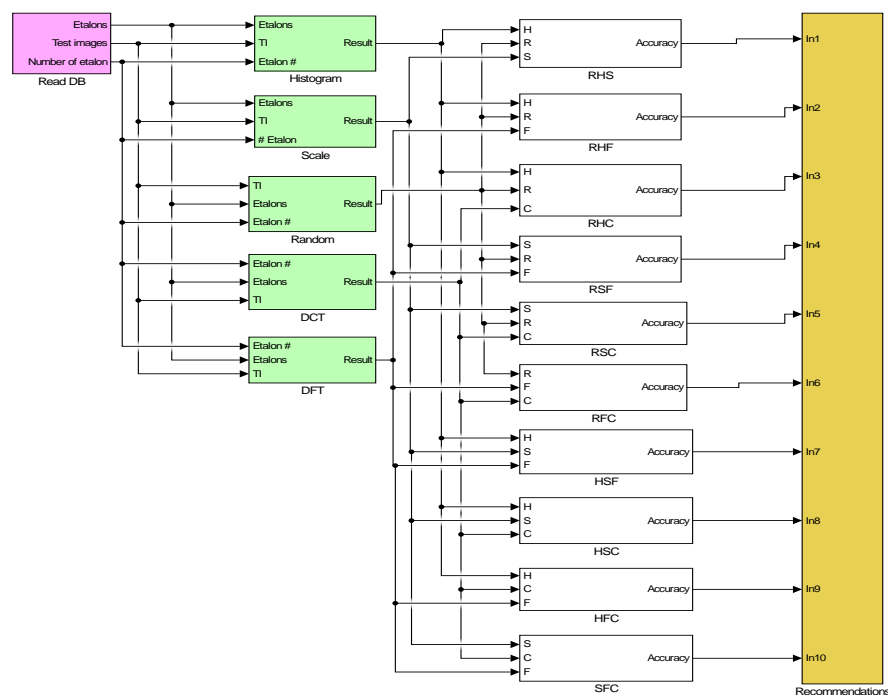 Etalons
Test images
Number of etalon
Read DB
Etalons
TI
Etalon #
Result
Histogram
Etalons
TI
# Etalon
Result
Scale
TI
Etalons
Etalon #
Result
Random
Etalon #
Etalons
TI
Result
DCT
Etalon #
Etalons
TI
Result
DFT
H
R
S
Accuracy
RHS
H
R
F
Accuracy
RHF
H
R
C
Accuracy
RHC
S
R
F
Accuracy
RSF
S
R
C
Accuracy
RSC
R
F
C
Accuracy
RFC
H
S
F
Accuracy
HSF
H
S
C
Accuracy
HSC
H
C
F
Accuracy
HFC
S
C
F
Accuracy
SFC
In1
In2
In3
In4
In5
In6
In7
In8
In9
In10
Recommendations